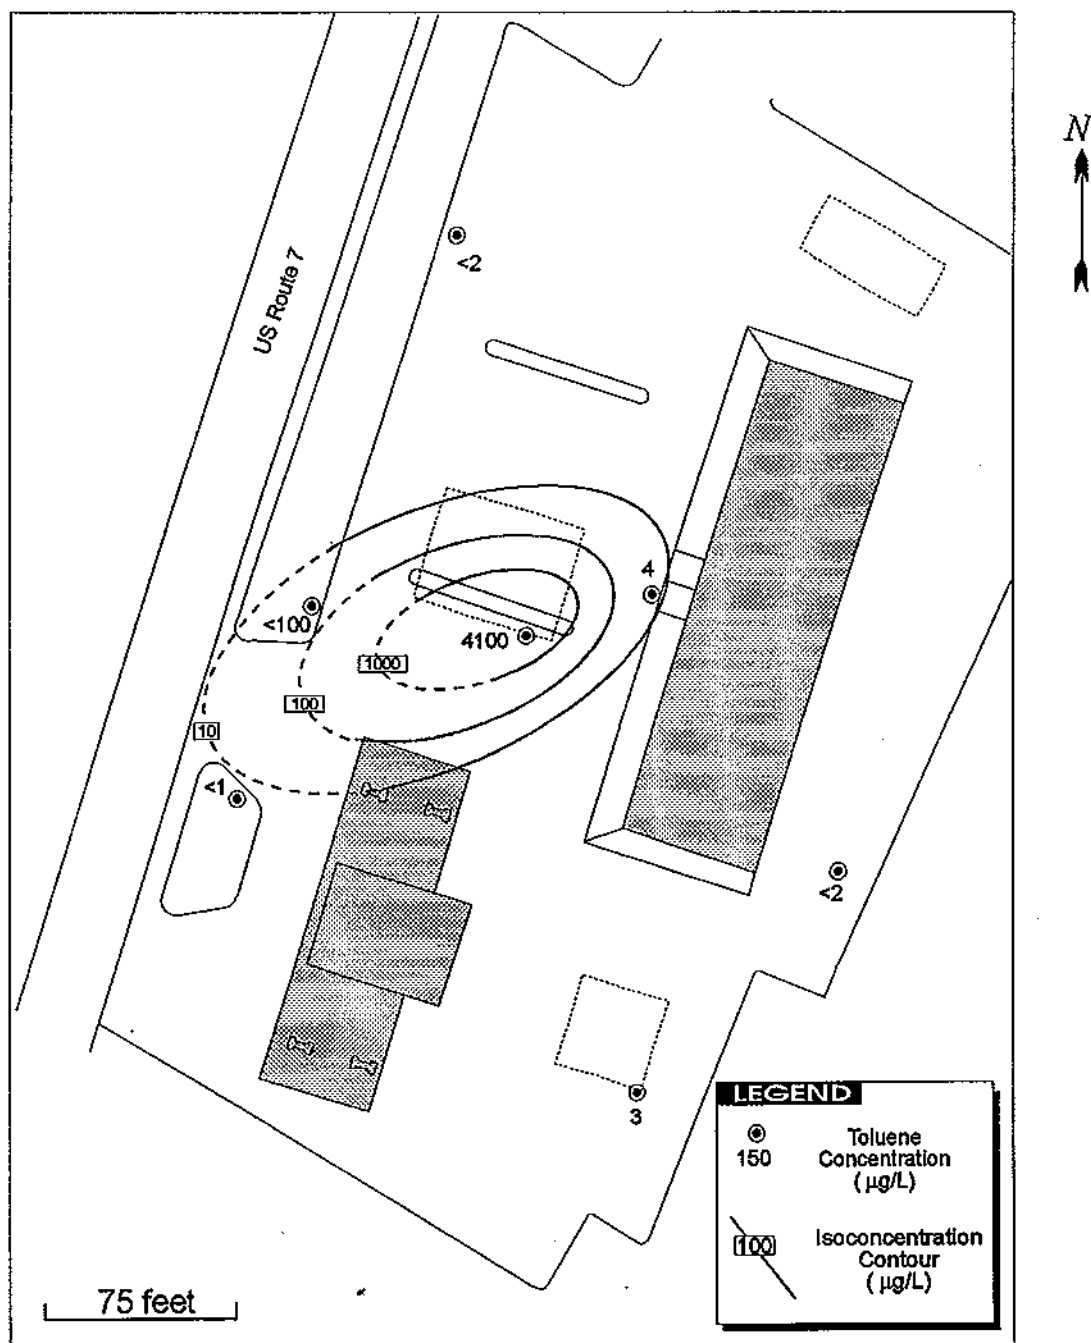 N
US Route 7
<2
4
<100
4100
1000
100
10
<1
<2
3
LEGEND
150
Toluene
Concentration
( µg/L)
100
Isoconcentration
Contour
( µg/L)
75 feet